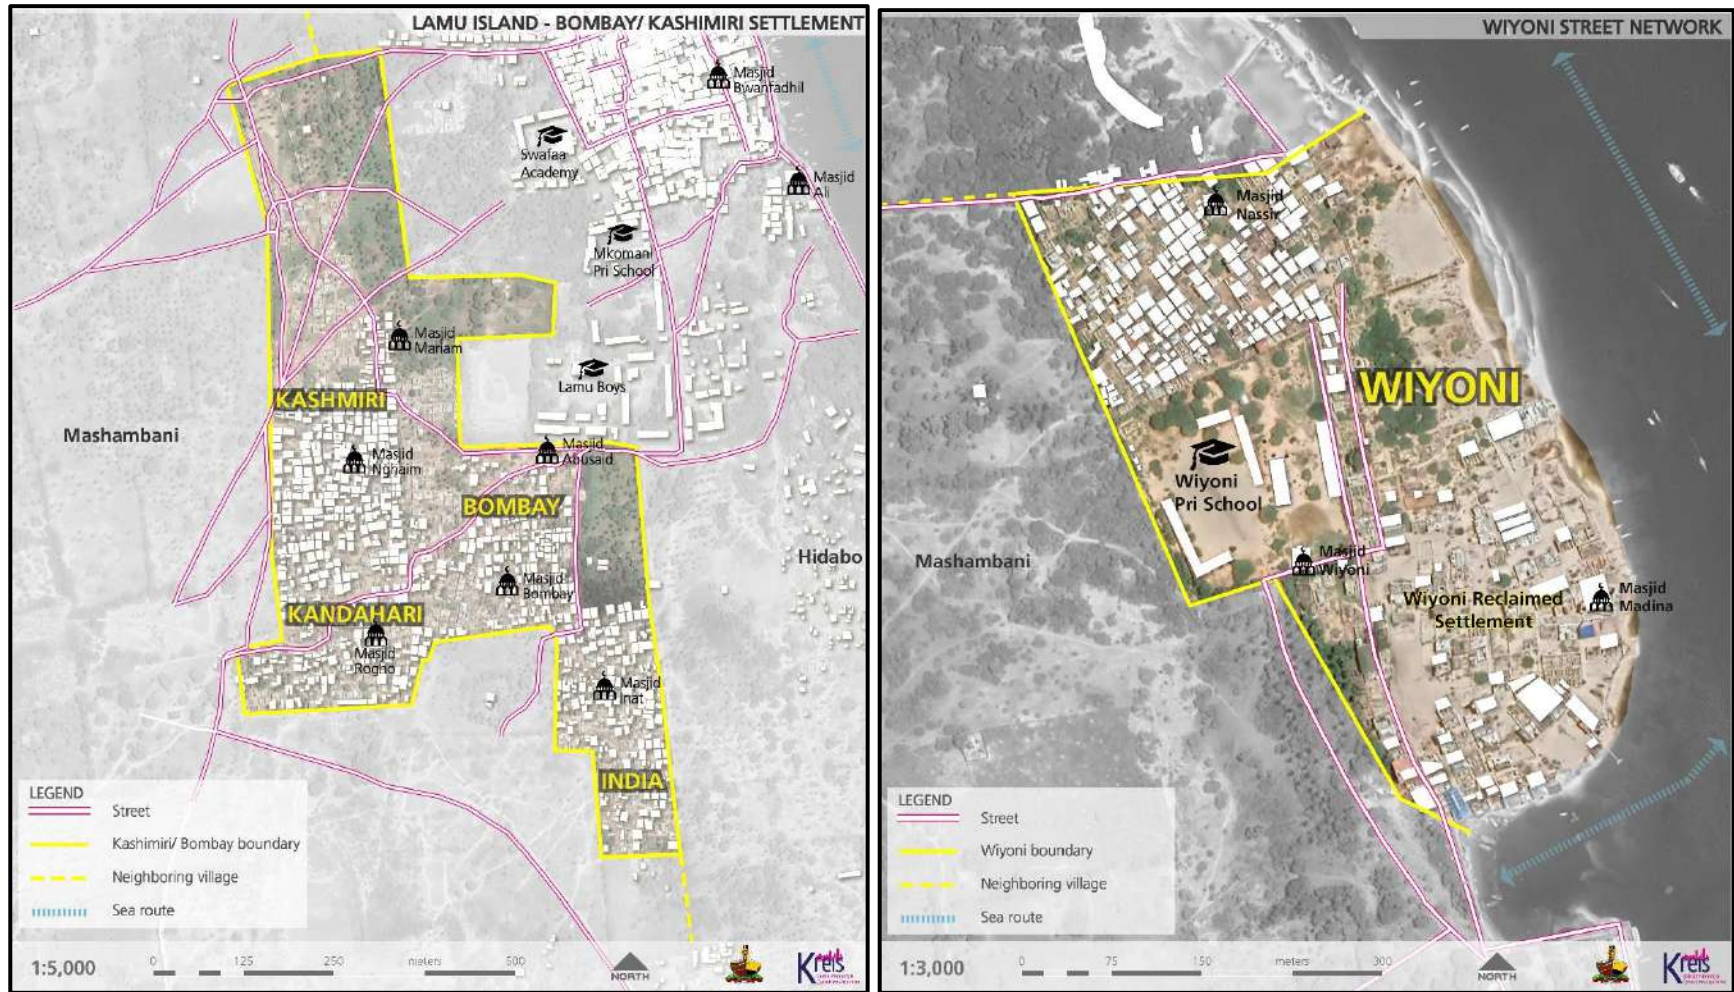 LAMU ISLAND - BOMBAY/ KASHIMIRI SETTLEMENT
Masjid
Bwanfadhil
Swafaa
Academy
Masjid
Ali
Mkomani
Pri School
Masjid
Mariam
Lamu Boys
KASHMIRI
Mashambani
Masjid
Abusaid
Masjid
Nghaim
BOMBAY
Hidabo
Masjid
Bombay
KANDAHARI
Masjid
Rogho
Masjid
Inat
INDIA
LEGEND
Street
Kashimiri/ Bombay boundary
Neighboring village
Sea route
1:5,000
0 125 250 meters 500
NORTH
Kreis
WIYONI STREET NETWORK
Masjid
Nassir
WIYONI
Wiyoni
Pri School
Mashambani
Masjid
Wiyoni
Wiyoni Reclaimed
Settlement
Masjid
Madina
LEGEND
Street
Wiyoni boundary
Neighboring village
Sea route
1:3,000
0 75 150 meters 300
NORTH
Kreis